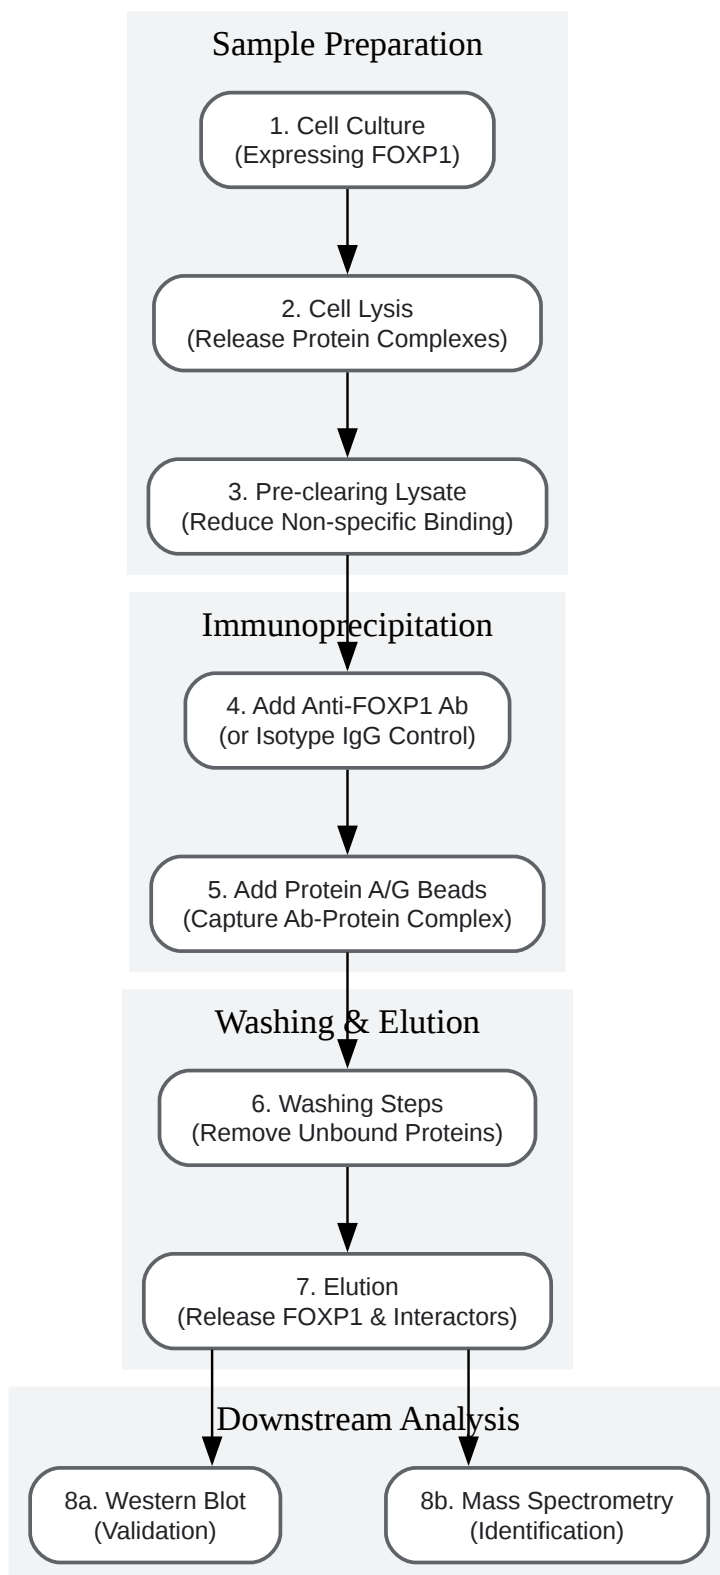 Sample Preparation
1. Cell Culture
(Expressing FOXP1)
2. Cell Lysis
(Release Protein Complexes)
3. Pre-clearing Lysate
(Reduce Non-specific Binding)
Immunoprecipitation
4. Add Anti-FOXP1 Ab
(or Isotype IgG Control)
5. Add Protein A/G Beads
(Capture Ab-Protein Complex)
Washing & Elution
6. Washing Steps
(Remove Unbound Proteins)
7. Elution
(Release FOXP1 & Interactors)
Downstream Analysis
8a. Western Blot
(Validation)
8b. Mass Spectrometry
(Identification)